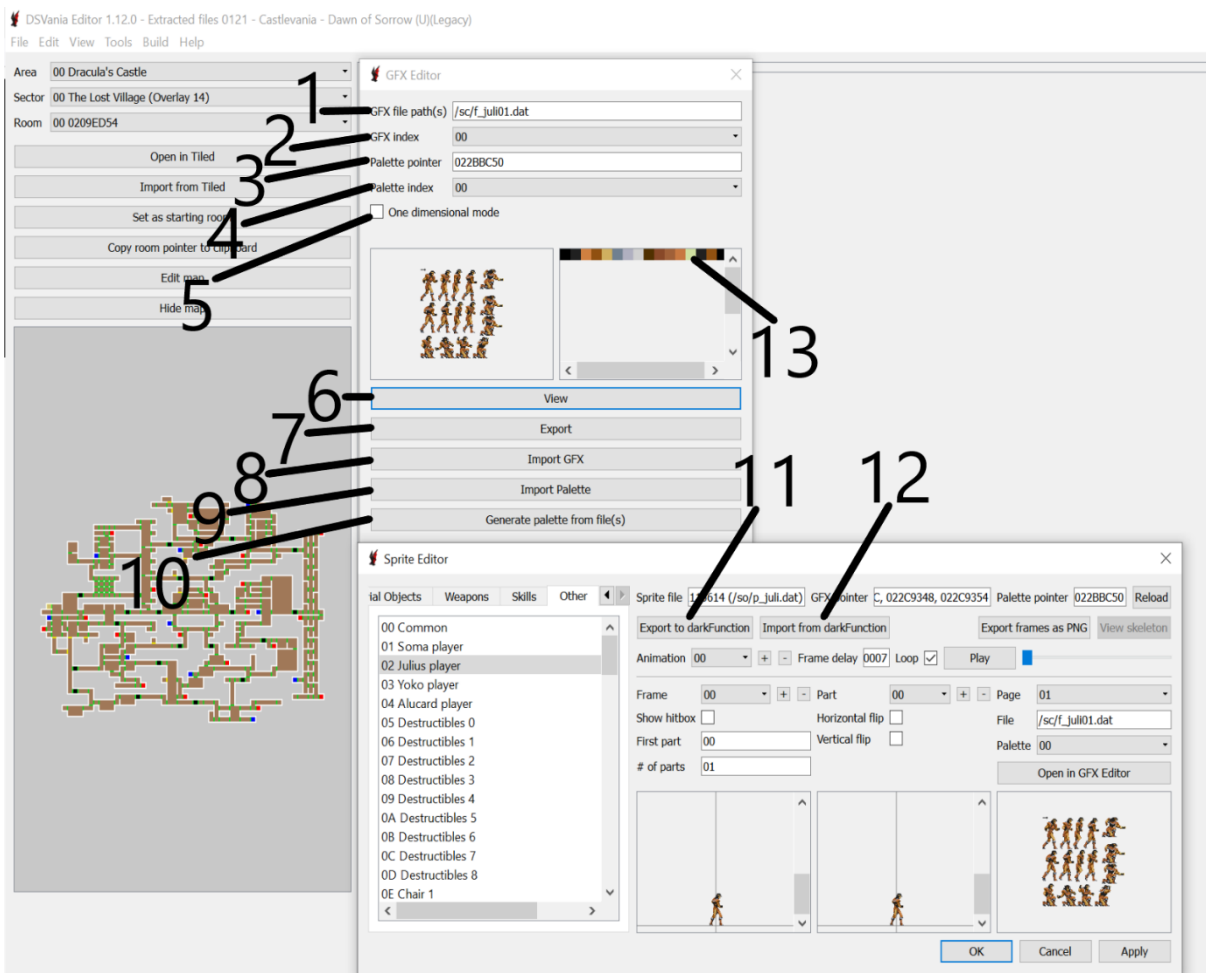 DSVania Editor 1.12.0 - Extracted files 0121 - Castlevania - Dawn of Sorrow (U)(Legacy)
File Edit View Tools Build Help
Area 00 Dracula's Castle
Sector 00 The Lost Village (Overlay 14)
Room 00 0209ED54
Open in Tiled
Import from Tiled
Set as starting room
Copy room pointer to clipboard
Edit map
Hide map
GFX Editor
1 GFX file path(s) /sc/f_juli01.dat
2 GFX index 00
3 Palette pointer 022BBC50
4 Palette index 00
5 One dimensional mode
13
6 View
7 Export
8 Import GFX
9 Import Palette
10 Generate palette from file(s)
11 12
Sprite Editor
ial Objects Weapons Skills Other
00 Common
01 Soma player
02 Julius player
03 Yoko player
04 Alucard player
05 Destructibles 0
06 Destructibles 1
07 Destructibles 2
08 Destructibles 3
09 Destructibles 4
0A Destructibles 5
0B Destructibles 6
0C Destructibles 7
0D Destructibles 8
0E Chair 1
Sprite file (/so/p_juli.dat) GFX pointer C, 022C9348, 022C9354 Palette pointer 022BBC50 Reload
Export to darkFunction Import from darkFunction Export frames as PNG View skeleton
Animation 00 + - Frame delay 0007 Loop Play
Frame 00 + - Part 00 + - Page 01
Show hitbox Horizontal flip File /sc/f_juli01.dat
First part 00 Vertical flip Palette 00
# of parts 01
Open in GFX Editor
OK Cancel Apply